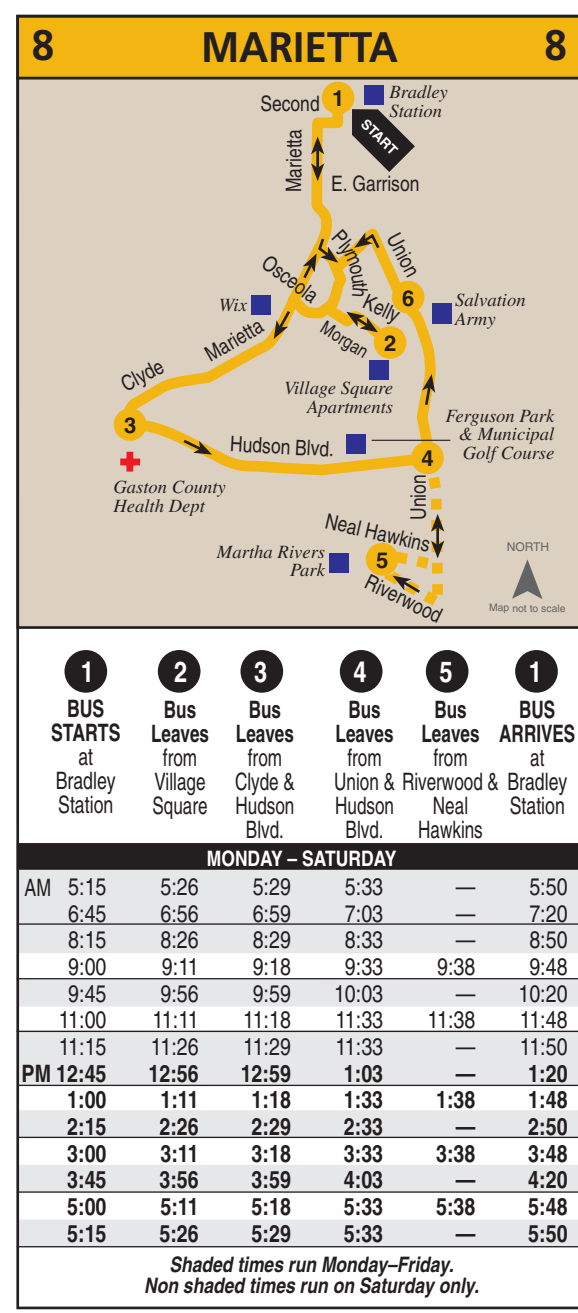 8 MARIETTA 8
Second 1 Bradley
Station
START
Marietta
E. Garrison
Plymouth
Union
Osceola
Kelly
6
Salvation
Army
Wix
Marietta
Morgan
2
Clyde
Village Square
Apartments
3
Hudson Blvd.
Ferguson Park
& Municipal
Golf Course
4
Gaston County
Health Dept
Union
Neal Hawkins
Martha Rivers
Park
5
Riverwood
NORTH
Map not to scale
1 2 3 4 5 1
BUS Bus Bus Bus Bus BUS
STARTS Leaves Leaves Leaves Leaves ARRIVES
at from from from from at
Bradley Village Clyde & Union & Riverwood & Bradley
Station Square Hudson Hudson Neal Station
Blvd. Blvd. Hawkins
MONDAY – SATURDAY
AM 5:15 5:26 5:29 5:33 — 5:50
6:45 6:56 6:59 7:03 — 7:20
8:15 8:26 8:29 8:33 — 8:50
9:00 9:11 9:18 9:33 9:38 9:48
9:45 9:56 9:59 10:03 — 10:20
11:00 11:11 11:18 11:33 11:38 11:48
11:15 11:26 11:29 11:33 — 11:50
PM 12:45 12:56 12:59 1:03 — 1:20
1:00 1:11 1:18 1:33 1:38 1:48
2:15 2:26 2:29 2:33 — 2:50
3:00 3:11 3:18 3:33 3:38 3:48
3:45 3:56 3:59 4:03 — 4:20
5:00 5:11 5:18 5:33 5:38 5:48
5:15 5:26 5:29 5:33 — 5:50
Shaded times run Monday–Friday.
Non shaded times run on Saturday only.